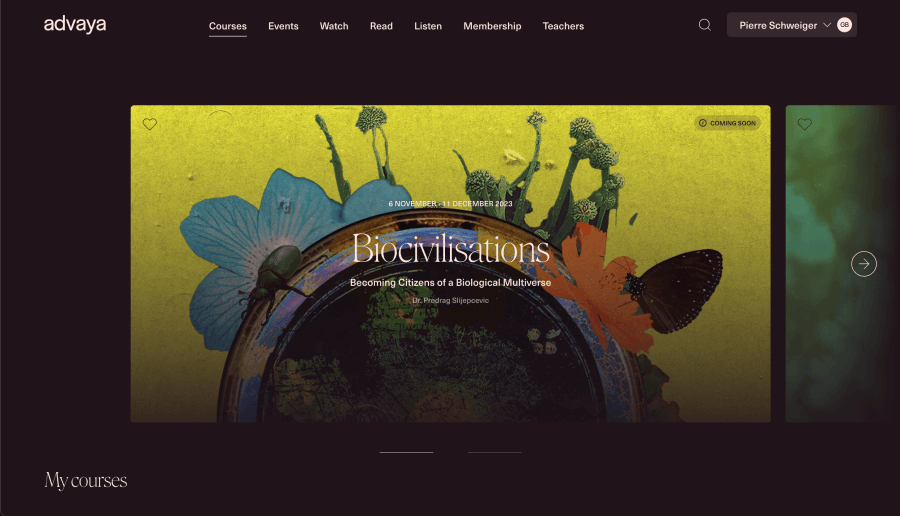 advaya
Courses Events Watch Read Listen Membership Teachers
Pierre Schweiger GB
COMING SOON
6 NOVEMBER - 11 DECEMBER 2023
Biocivilisations
Becoming Citizens of a Biological Multiverse
Dr. Predrag Slijepcevic
My courses